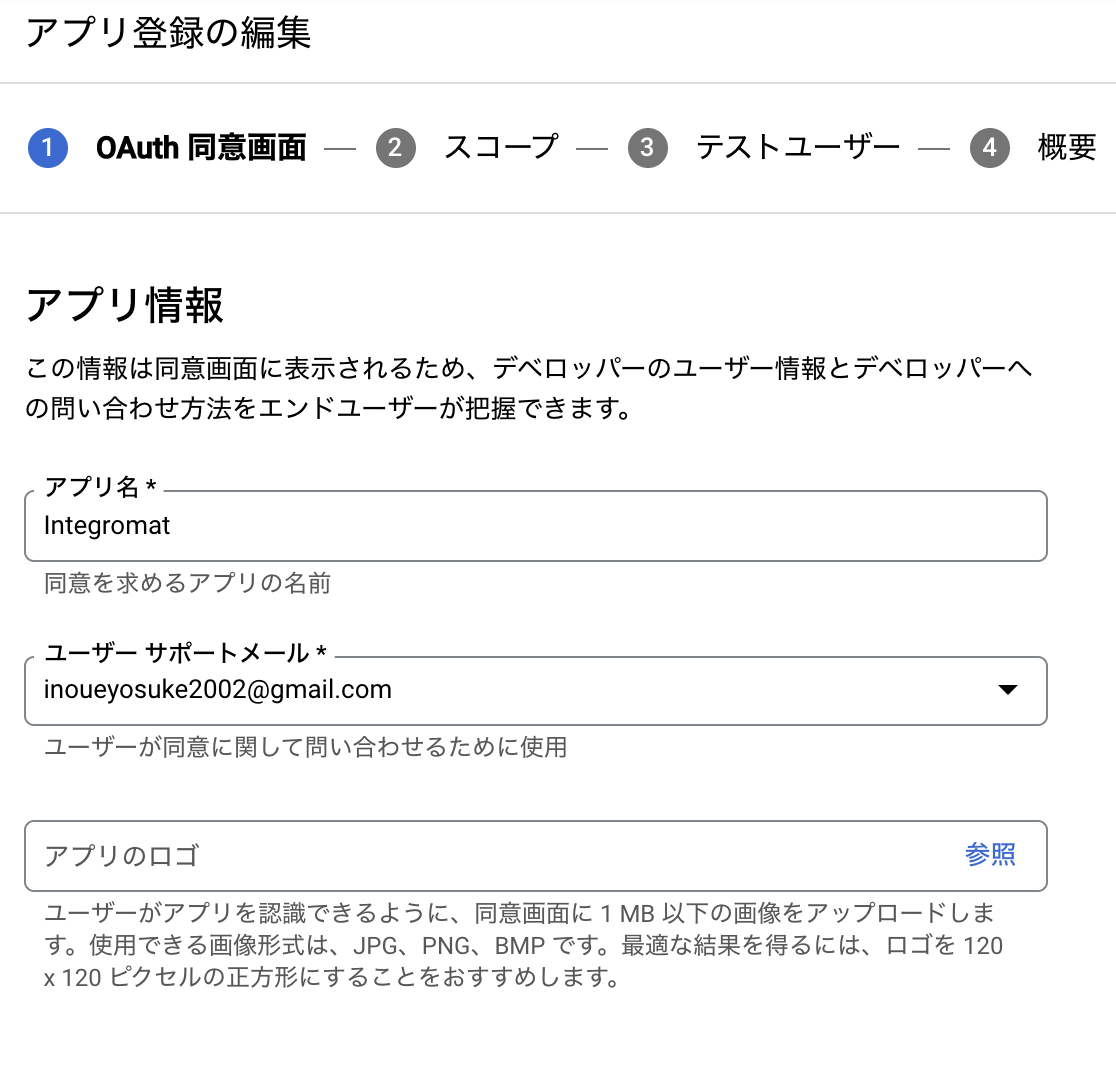 アプリ登録の編集
1 OAuth 同意画面 — 2 スコープ — 3 テストユーザー — 4 概要
アプリ情報
この情報は同意画面に表示されるため、デベロッパーのユーザー情報とデベロッパーへ
の問い合わせ方法をエンドユーザーが把握できます。
アプリ名 *
Integromat
同意を求めるアプリの名前
ユーザー サポートメール *
inoueyosuke2002@gmail.com
ユーザーが同意に関して問い合わせるために使用
アプリのロゴ 参照
ユーザーがアプリを認識できるように、同意画面に 1 MB 以下の画像をアップロードしま
す。使用できる画像形式は、JPG、PNG、BMP です。最適な結果を得るには、ロゴを 120
x 120 ピクセルの正方形にすることをおすすめします。